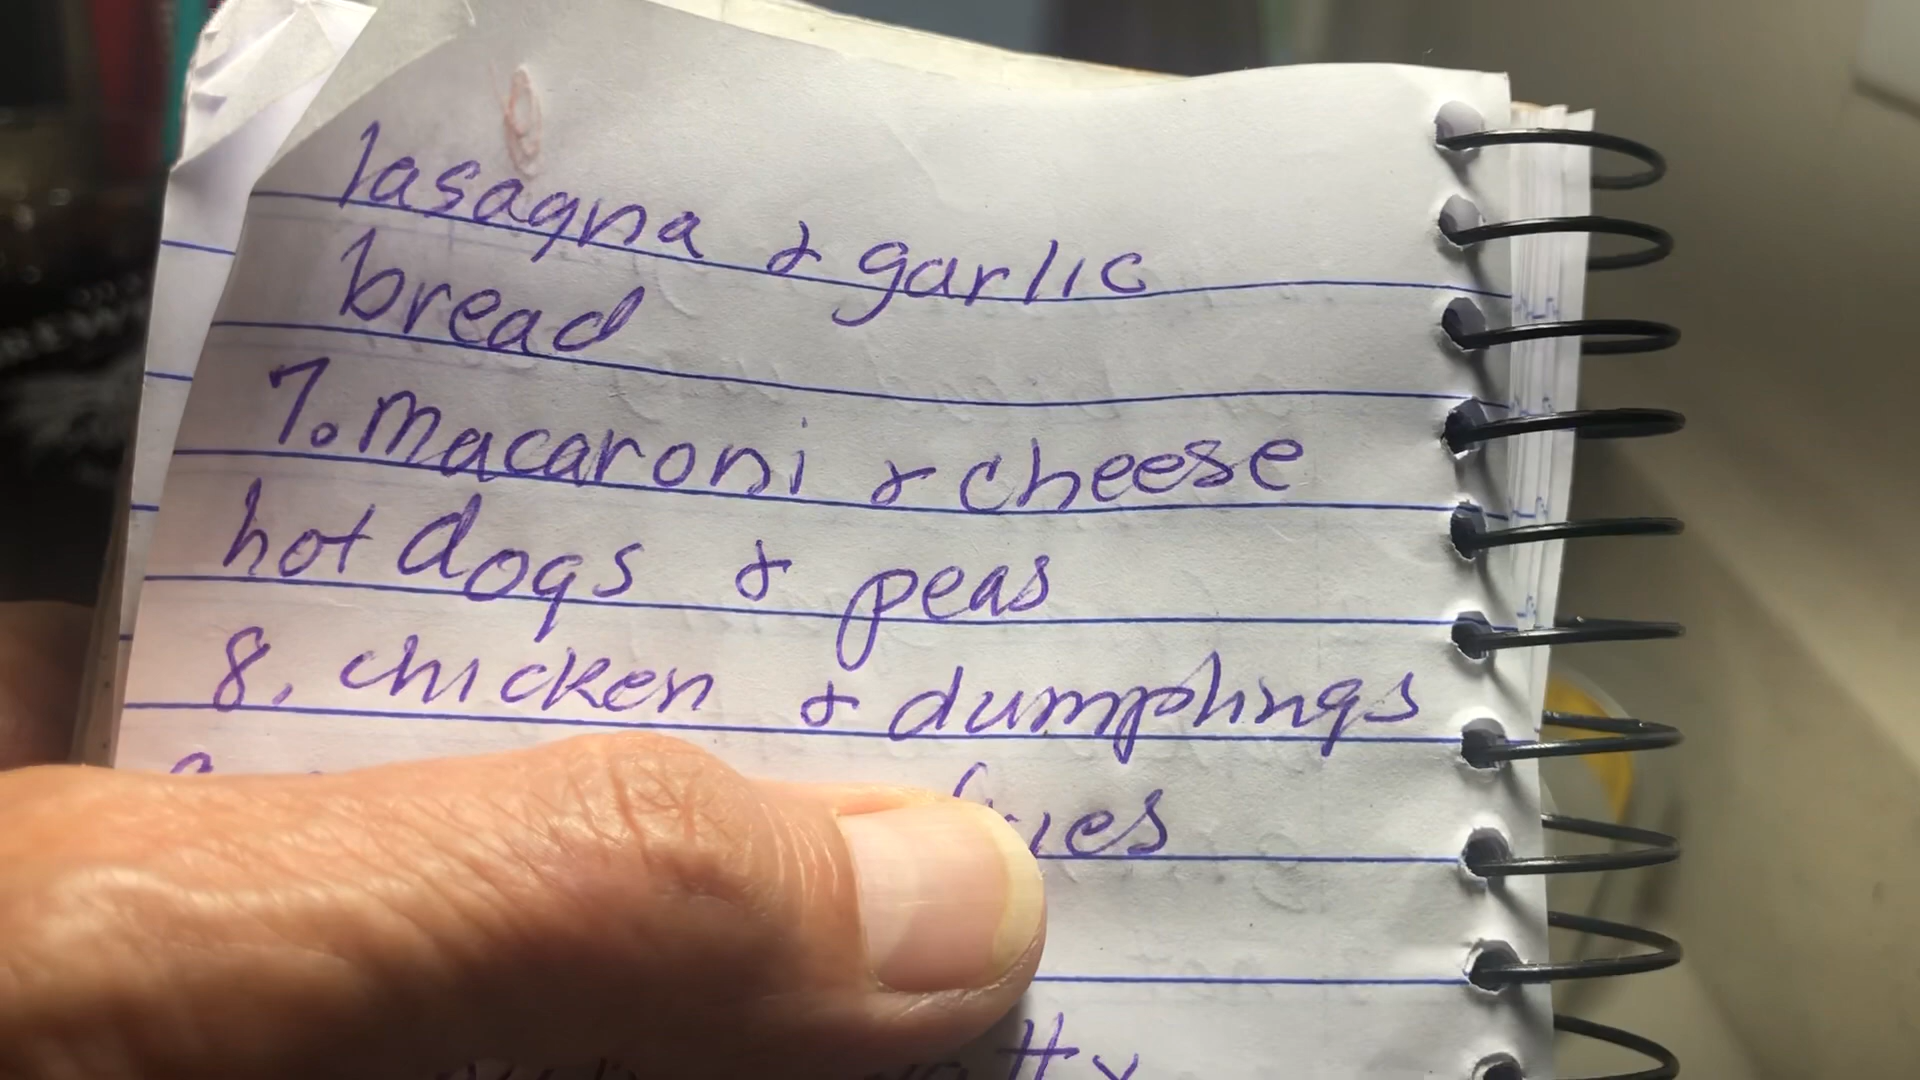 lasagna & garlic
bread
7. macaroni & cheese
hot dogs & peas
8. chicken & dumplings